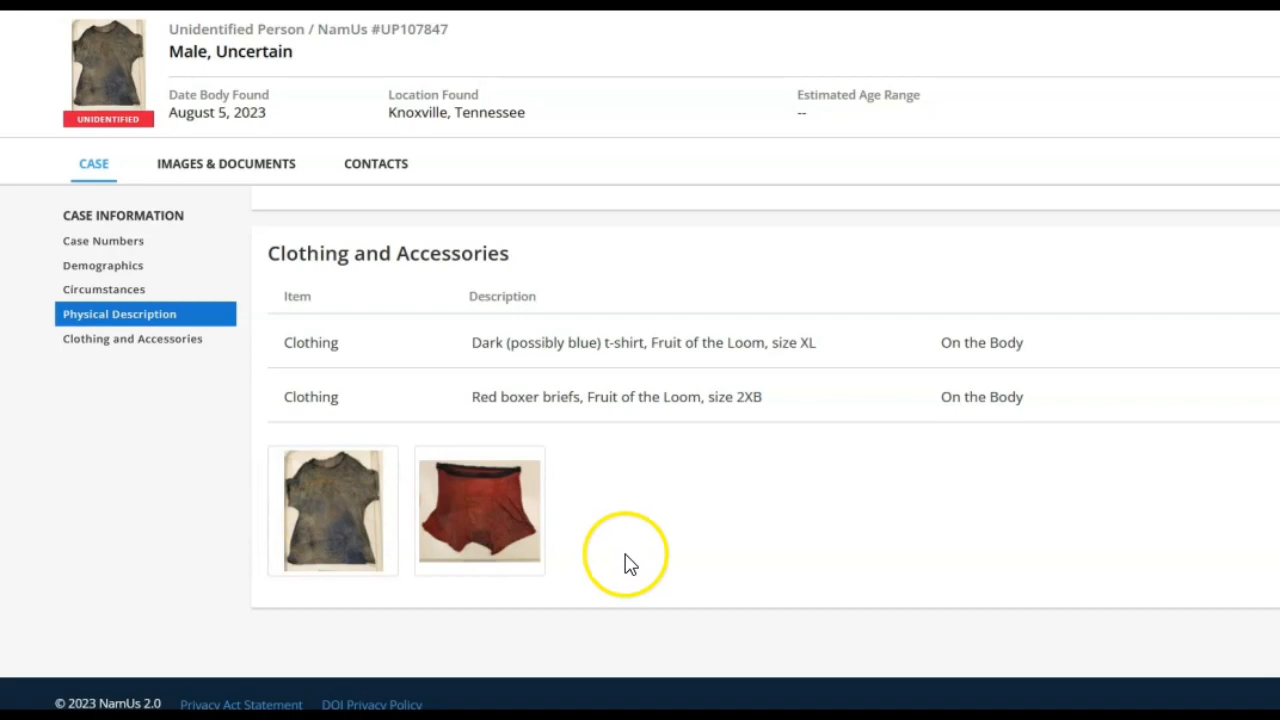 Unidentified Person / NamUs #UP107847
Male, Uncertain
UNIDENTIFIED
Date Body Found Location Found Estimated Age Range
August 5, 2023 Knoxville, Tennessee --
CASE IMAGES & DOCUMENTS CONTACTS
CASE INFORMATION
Case Numbers
Demographics
Circumstances
Physical Description
Clothing and Accessories
Clothing and Accessories
Item Description
Clothing Dark (possibly blue) t-shirt, Fruit of the Loom, size XL On the Body
Clothing Red boxer briefs, Fruit of the Loom, size 2XB On the Body
© 2023 NamUs 2.0 Privacy Act Statement DOI Privacy Policy